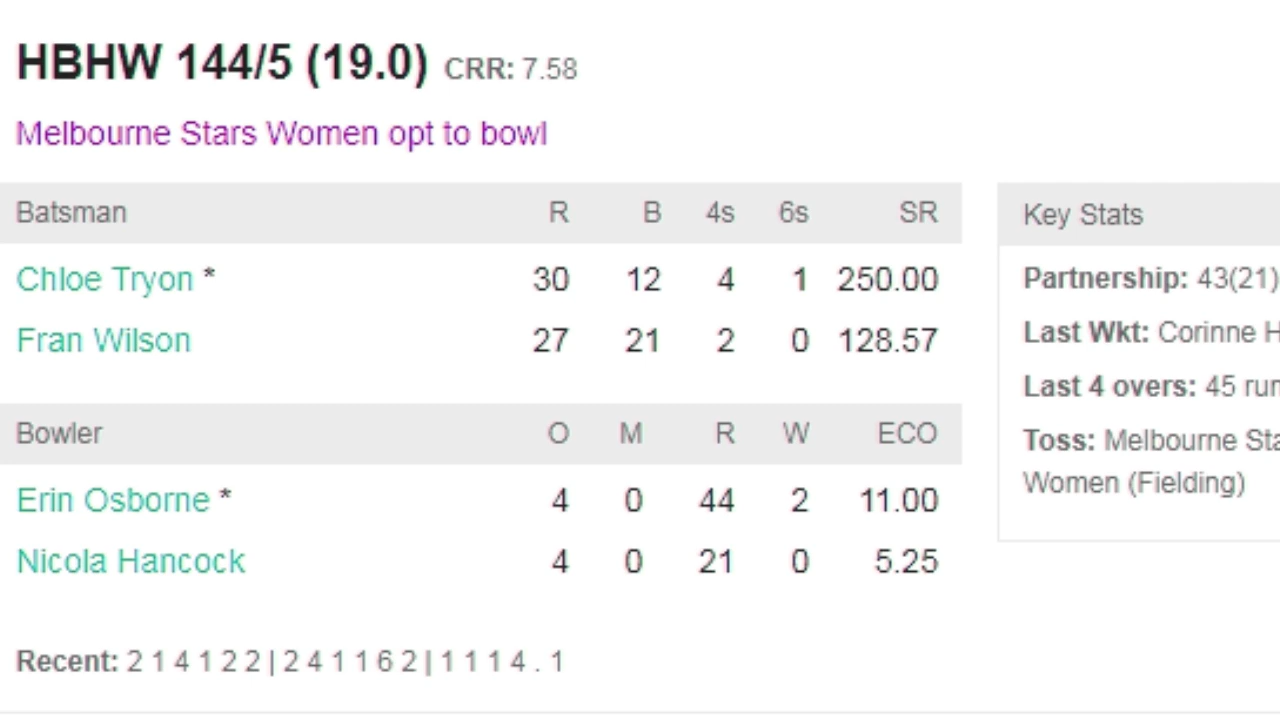 HBHW 144/5 (19.0) CRR: 7.58
Melbourne Stars Women opt to bowl
Batsman R B 4s 6s SR
Chloe Tryon * 30 12 4 1 250.00
Fran Wilson 27 21 2 0 128.57
Bowler O M R W ECO
Erin Osborne * 4 0 44 2 11.00
Nicola Hancock 4 0 21 0 5.25
Recent: 2 1 4 1 2 2 | 2 4 1 1 6 2 | 1 1 1 4 . 1
Key Stats
Partnership: 43(21)
Last Wkt: Corinne H
Last 4 overs: 45 run
Toss: Melbourne Sta
Women (Fielding)